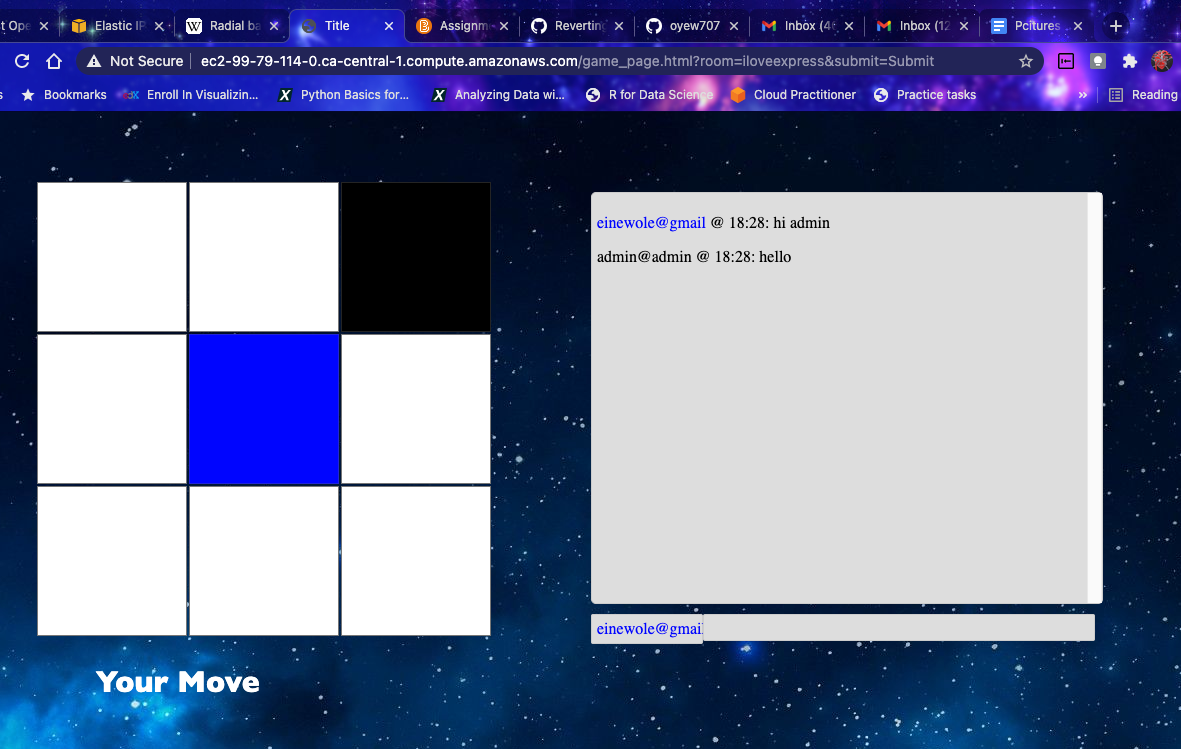 t Ope Elastic IP Radial ba Title Assignm Reverting oyew707 Inbox (4 Inbox (12 Pcitures
Not Secure ec2-99-79-114-0.ca-central-1.compute.amazonaws.com/game_page.html?room=iloveexpress&submit=Submit
s Bookmarks Enroll In Visualizin... Python Basics for... Analyzing Data wi... R for Data Science Cloud Practitioner Practice tasks » Reading
einewole@gmail @ 18:28: hi admin
admin@admin @ 18:28: hello
einewole@gmail
Your Move